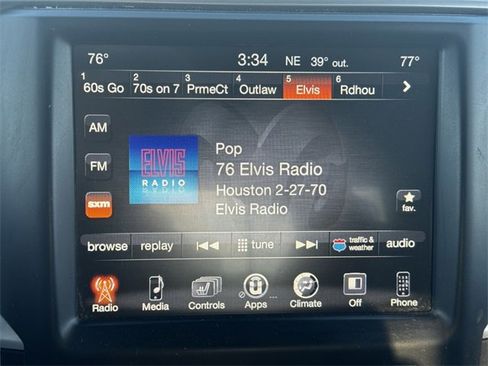 76° 3:34 NE 39° out. 77°
1 60s Go 2 70s on 7 3 PrmeCt 4 Outlaw 5 Elvis 6 Rdhou
AM
FM
sxm
ELVIS
RADIO
Pop
76 Elvis Radio
Houston 2-27-70
Elvis Radio
fav.
browse replay tune traffic & weather audio
Radio Media Controls Apps Climate Off Phone